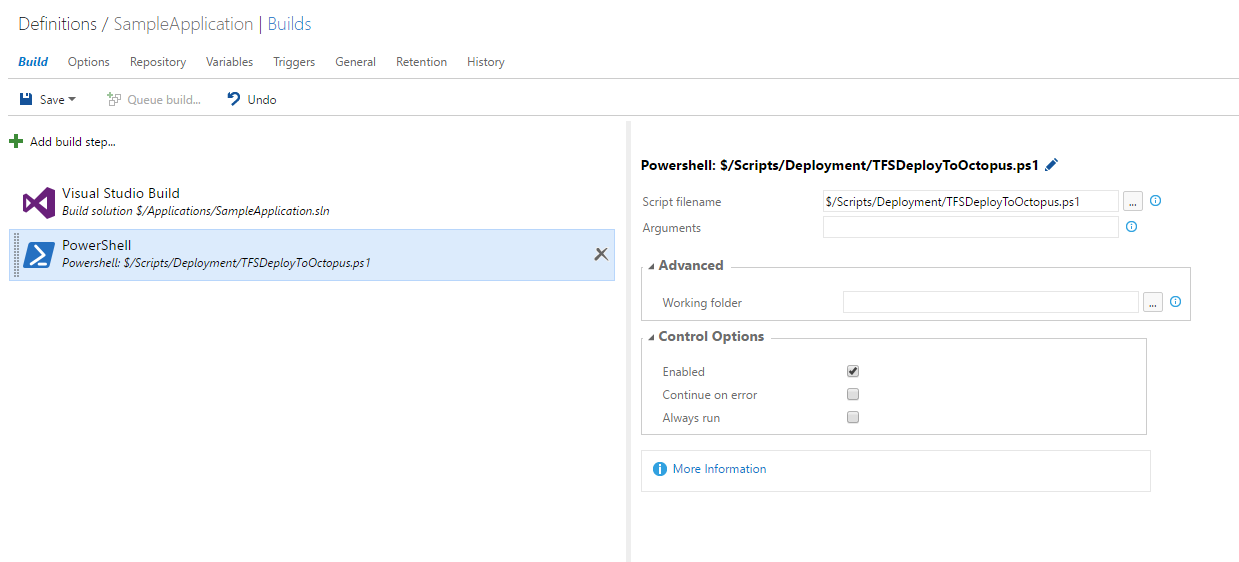 Definitions / SampleApplication | Builds
Build Options Repository Variables Triggers General Retention History
Save Queue build... Undo
Add build step...
Visual Studio Build
Build solution $/Applications/SampleApplication.sln
PowerShell
Powershell: $/Scripts/Deployment/TFSDeployToOctopus.ps1
Powershell: $/Scripts/Deployment/TFSDeployToOctopus.ps1
Script filename $/Scripts/Deployment/TFSDeployToOctopus.ps1 ...
Arguments
Advanced
Working folder ...
Control Options
Enabled
Continue on error
Always run
More Information